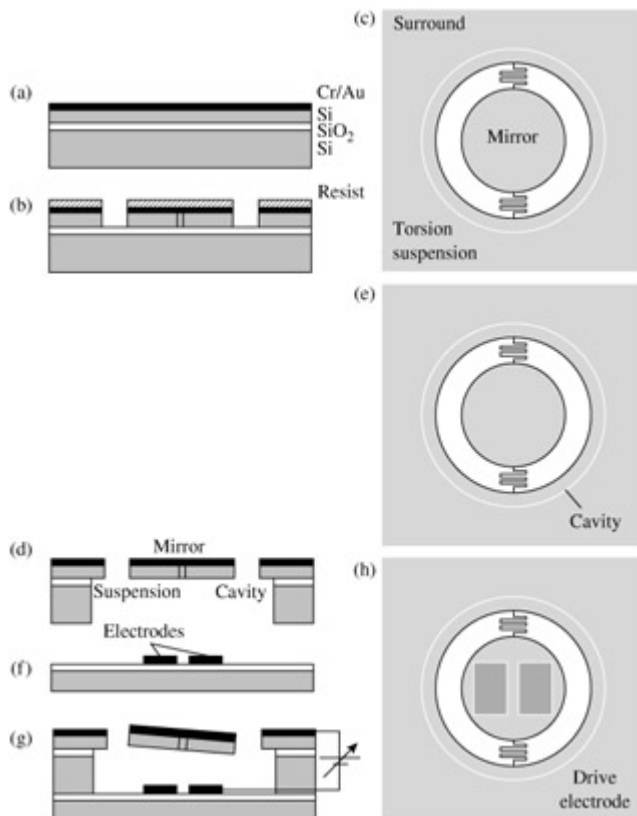 (a)
Cr/Au
Si
SiO2
Si
(b)
Resist
(c)
Surround
Mirror
Torsion
suspension
(e)
Cavity
(d)
Mirror
Suspension
Cavity
(f)
Electrodes
(g)
(h)
Drive
electrode